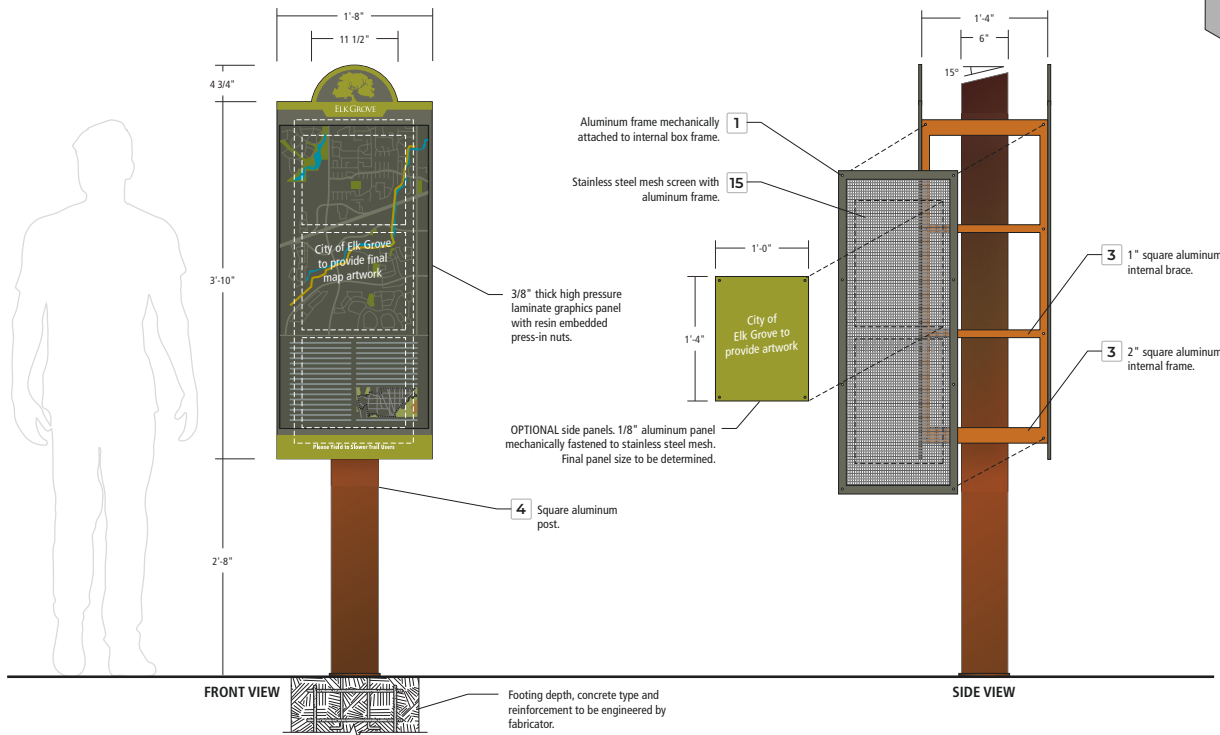 1'-8"
11 1/2"
4 3/4"
ELK GROVE
3'-10"
City of Elk Grove
to provide final
map artwork
Please Yield to Slower Trail Users
3/8" thick high pressure
laminate graphics panel
with resin embedded
press-in nuts.
4 Square aluminum
post.
2'-8"
FRONT VIEW
Footing depth, concrete type and
reinforcement to be engineered by
fabricator.
1'-4"
6"
15°
Aluminum frame mechanically
attached to internal box frame.
1
Stainless steel mesh screen with
aluminum frame.
15
1'-0"
1'-4"
City of
Elk Grove to
provide artwork
OPTIONAL side panels. 1/8" aluminum panel
mechanically fastened to stainless steel mesh.
Final panel size to be determined.
3 1" square aluminum
internal brace.
3 2" square aluminum
internal frame.
SIDE VIEW